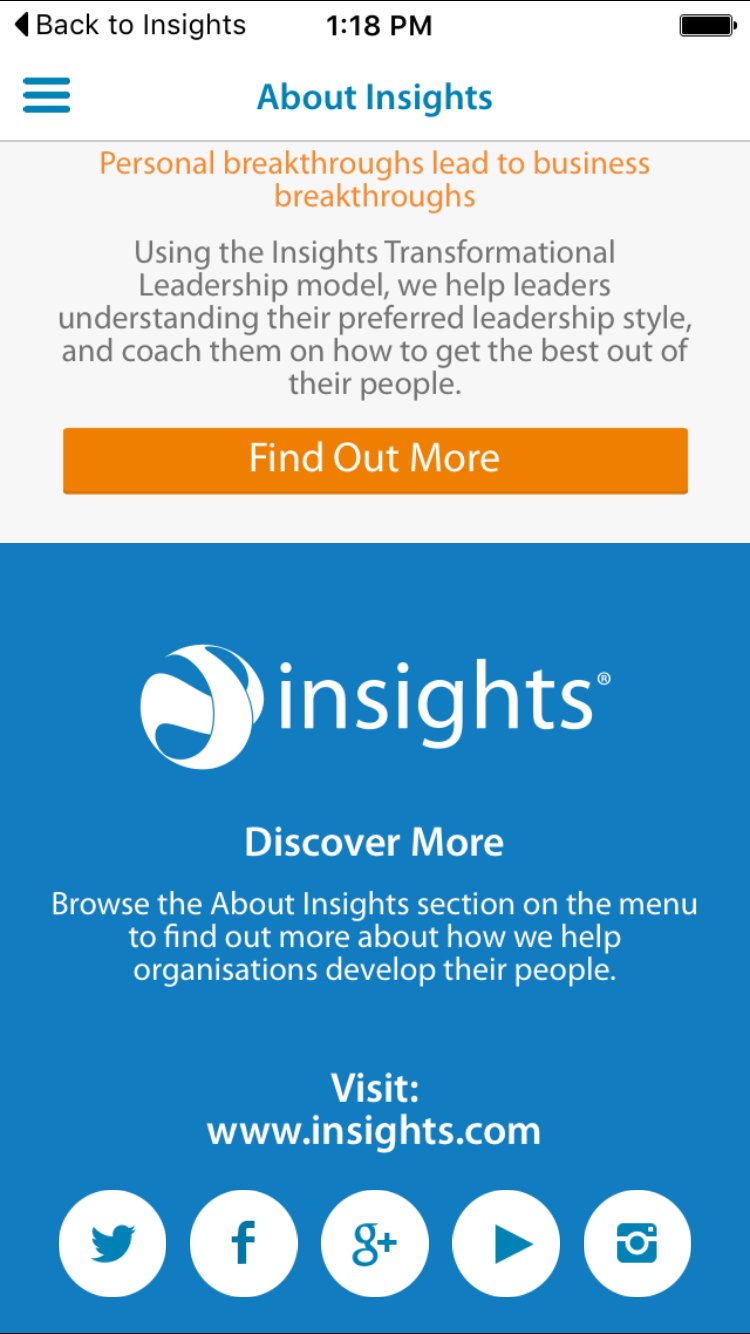 Back to Insights 1:18 PM
About Insights
Personal breakthroughs lead to business
breakthroughs
Using the Insights Transformational
Leadership model, we help leaders
understanding their preferred leadership style,
and coach them on how to get the best out of
their people.
Find Out More
insights®
Discover More
Browse the About Insights section on the menu
to find out more about how we help
organisations develop their people.
Visit:
www.insights.com
f g+